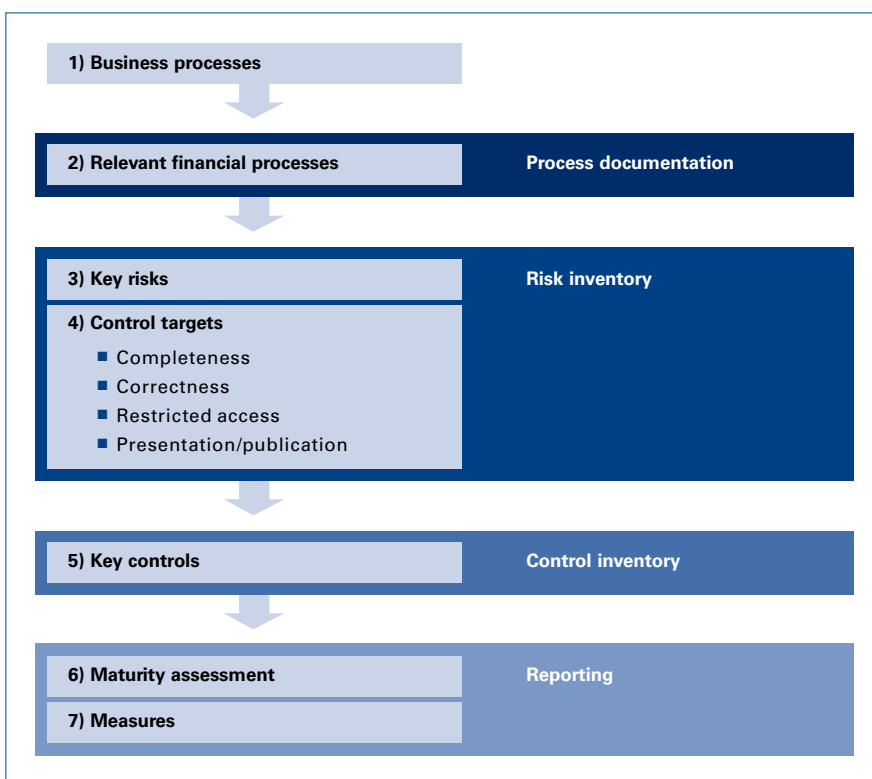 1) Business processes
2) Relevant financial processes
Process documentation
3) Key risks
Risk inventory
4) Control targets
■ Completeness
■ Correctness
■ Restricted access
■ Presentation/publication
5) Key controls
Control inventory
6) Maturity assessment
Reporting
7) Measures